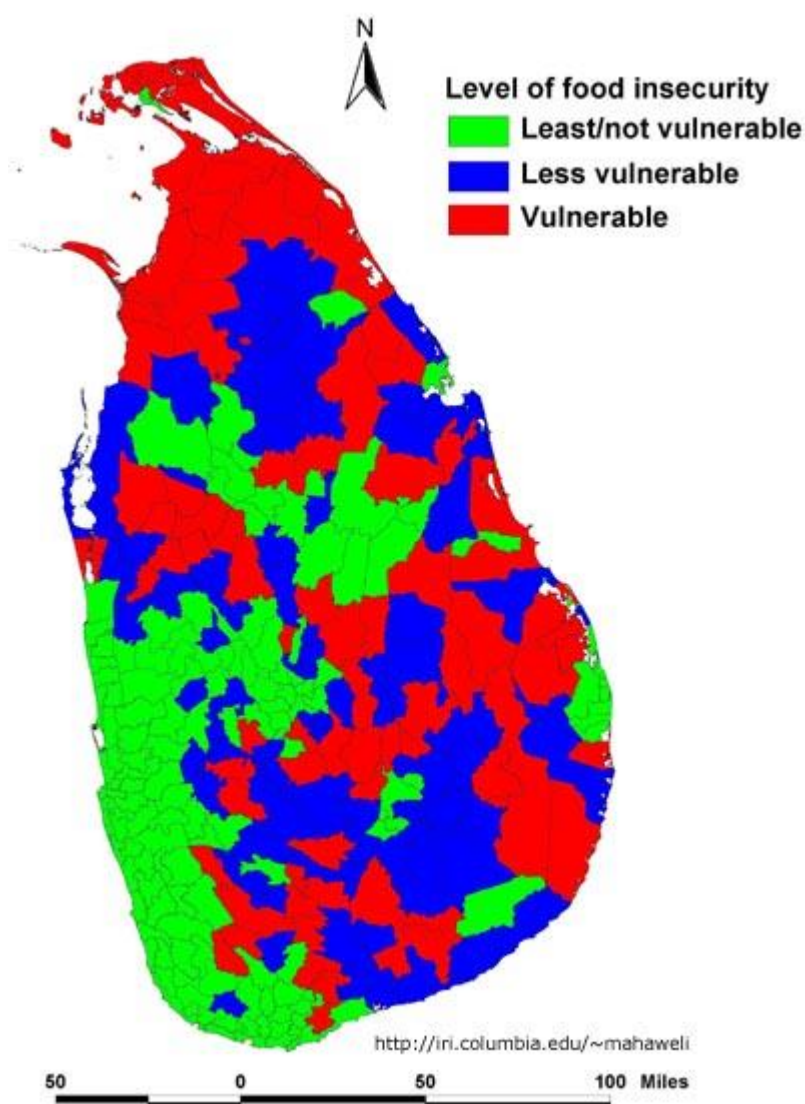 N
Level of food insecurity
Least/not vulnerable
Less vulnerable
Vulnerable
http://iri.columbia.edu/~mahaweli
50 0 50 100 Miles